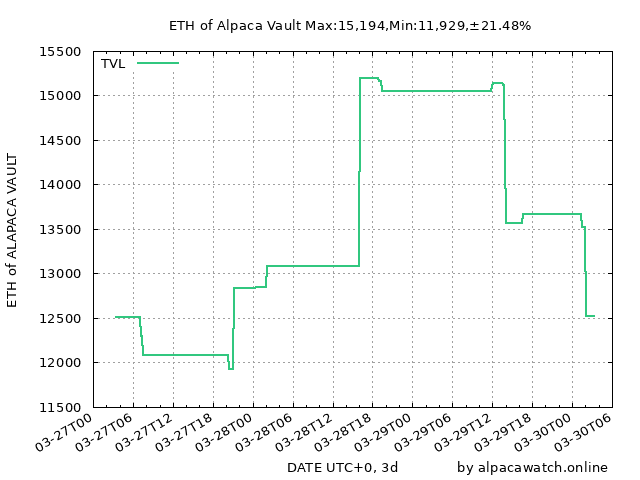 ETH of Alpaca Vault Max:15,194,Min:11,929,±21.48%
TVL
15500
15000
14500
14000
13500
13000
12500
12000
11500
ETH of ALAPACA VAULT
03-27T00
03-27T06
03-27T12
03-27T18
03-28T00
03-28T06
03-28T12
03-28T18
03-29T00
03-29T06
03-29T12
03-29T18
03-30T00
03-30T06
DATE UTC+0, 3d
by alpacawatch.online